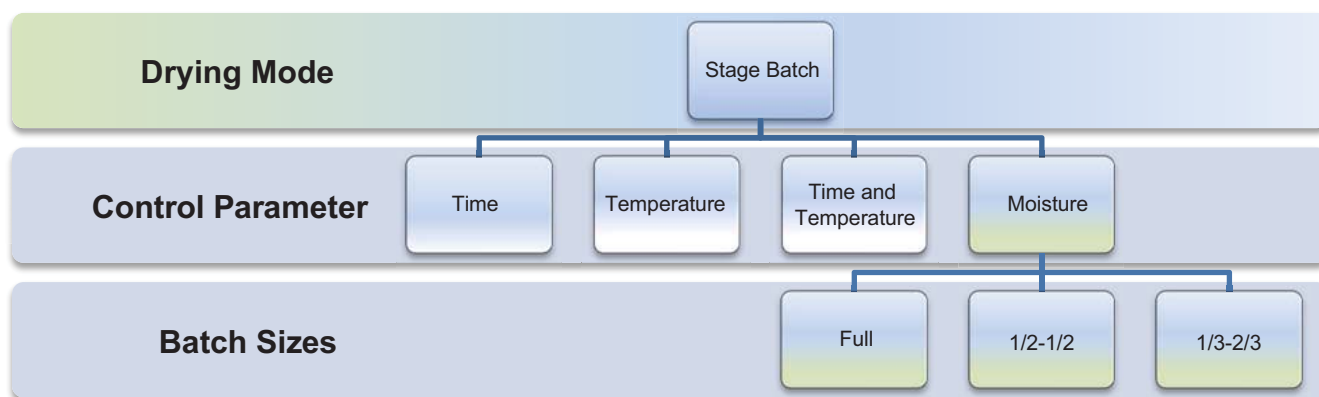 Drying Mode
Stage Batch
Control Parameter
Time
Temperature
Time and
Temperature
Moisture
Batch Sizes
Full
1/2-1/2
1/3-2/3